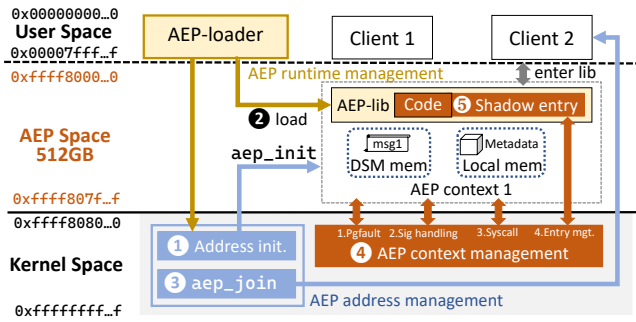 0x00000000…0
User Space
0x00007fff…f
AEP-loader
Client 1
Client 2
0xffff8000…0
AEP runtime management
enter lib
AEP-lib
Code
5 Shadow entry
2 load
AEP Space
512GB
aep_init
msg1
DSM mem
Metadata
Local mem
AEP context 1
0xffff807f…f
0xffff8080…0
1 Address init.
1.Pgfault
2.Sig handling
3.Syscall
4.Entry mgt.
4 AEP context management
Kernel Space
3 aep_join
AEP address management
0xffffffff…f